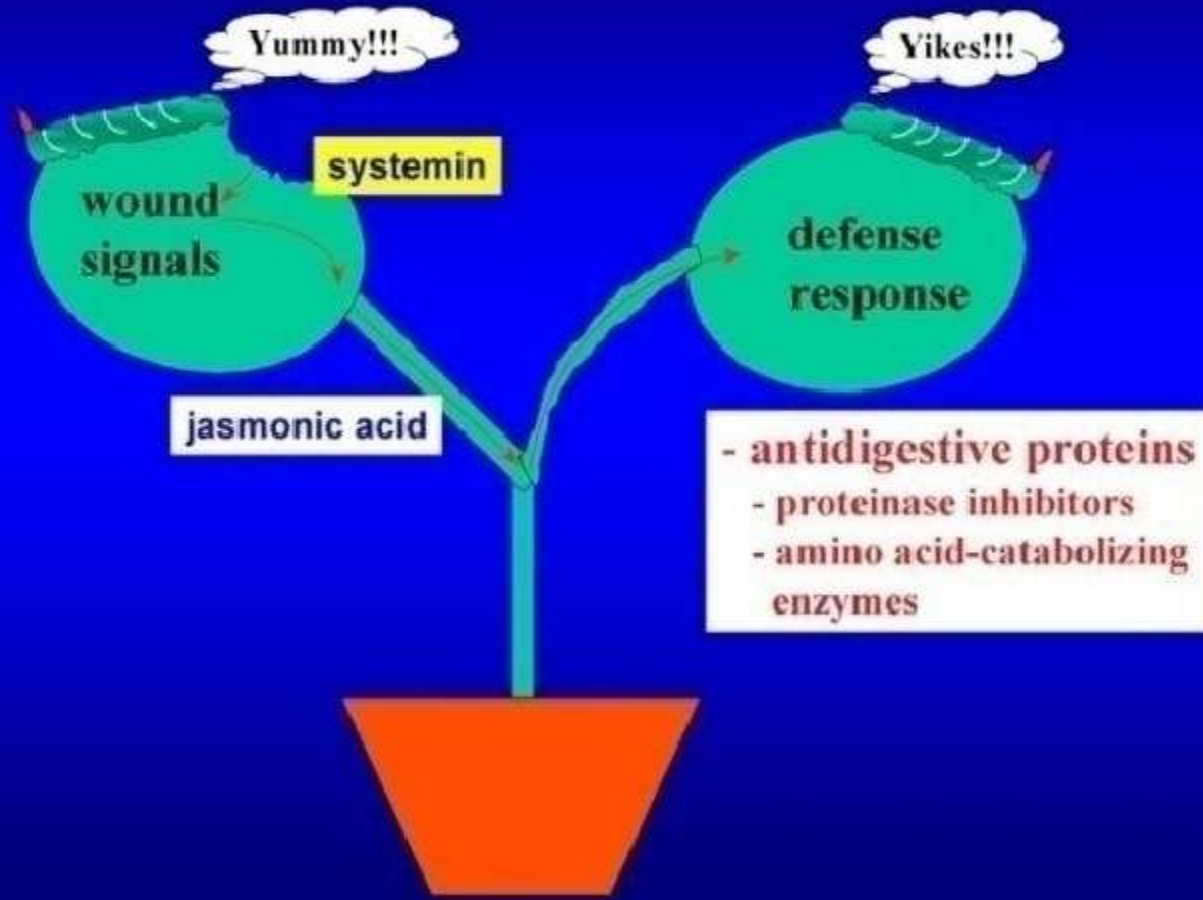 Yummy!!!
Yikes!!!
systemin
wound
signals
defense
response
jasmonic acid
- antidigestive proteins
- proteinase inhibitors
- amino acid-catabolizing
enzymes